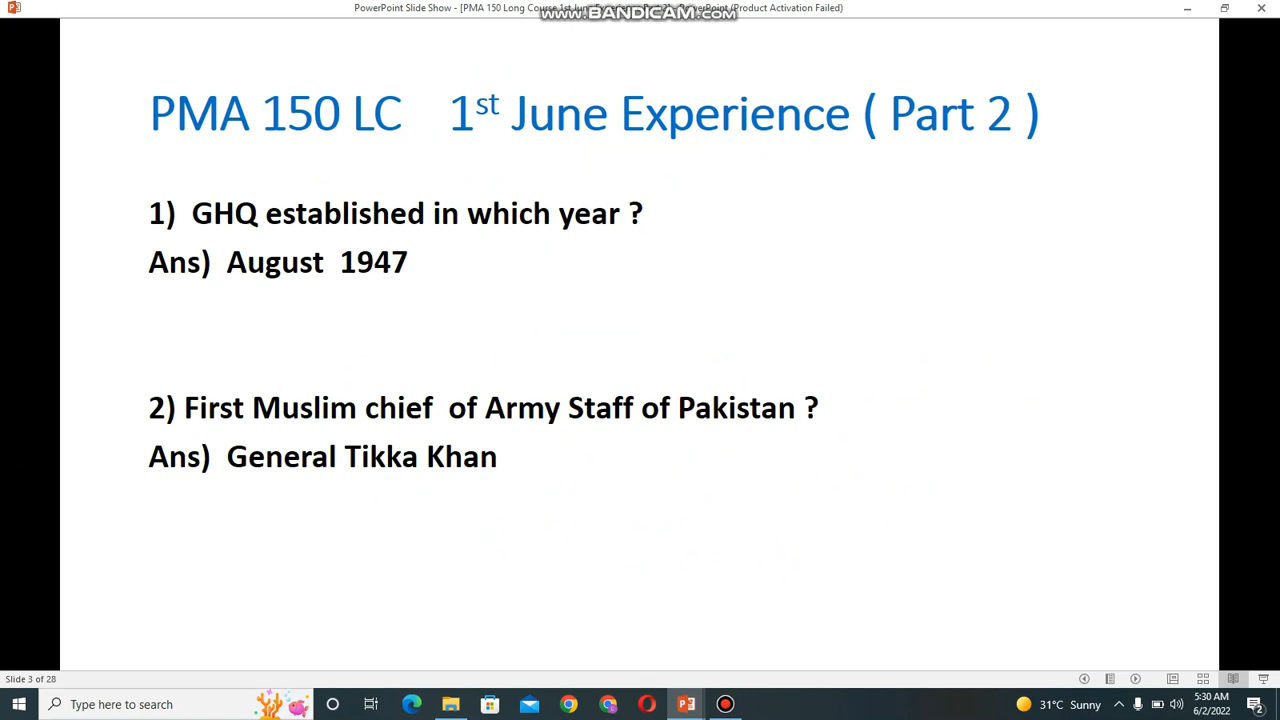 PowerPoint Slide Show - [PMA 150 Long Course 1st June PowerPoint (Product Activation Failed)
www.BANDICAM.com
PMA 150 LC 1st June Experience ( Part 2 )
1) GHQ established in which year ?
Ans) August 1947
2) First Muslim chief of Army Staff of Pakistan ?
Ans) General Tikka Khan
Slide 3 of 28
Type here to search
31°C Sunny
5:30 AM
6/2/2022
2